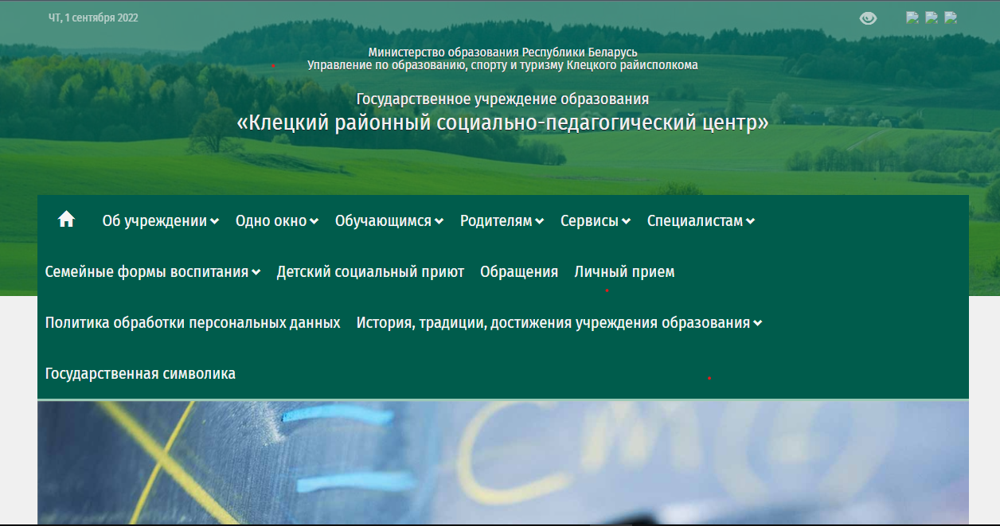 ЧТ, 1 сентября 2022
Министерство образования Республики Беларусь
Управление по образованию, спорту и туризму Клецкого райисполкома
Государственное учреждение образования
«Клецкий районный социально-педагогический центр»
Об учреждении Одно окно Обучающимся Родителям Сервисы Специалистам
Семейные формы воспитания Детский социальный приют Обращения Личный прием
Политика обработки персональных данных История, традиции, достижения учреждения образования
Государственная символика